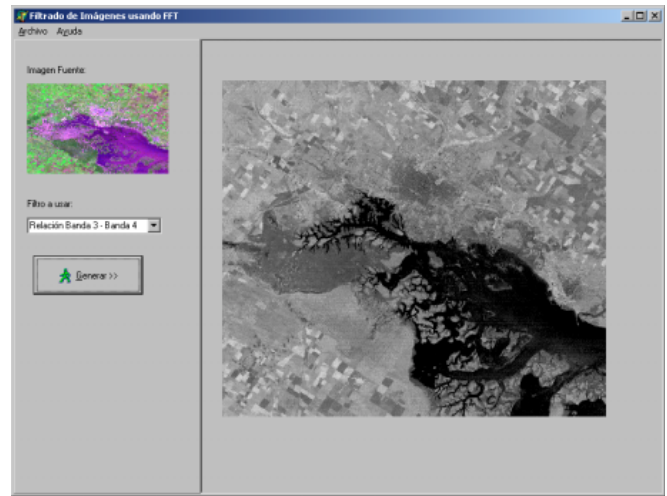 Filtrado de Imágenes usando FFT
Archivo Ayuda
Imagen Fuente:
Filtro a usar:
Relación Banda 3 - Banda 4
Generar >>